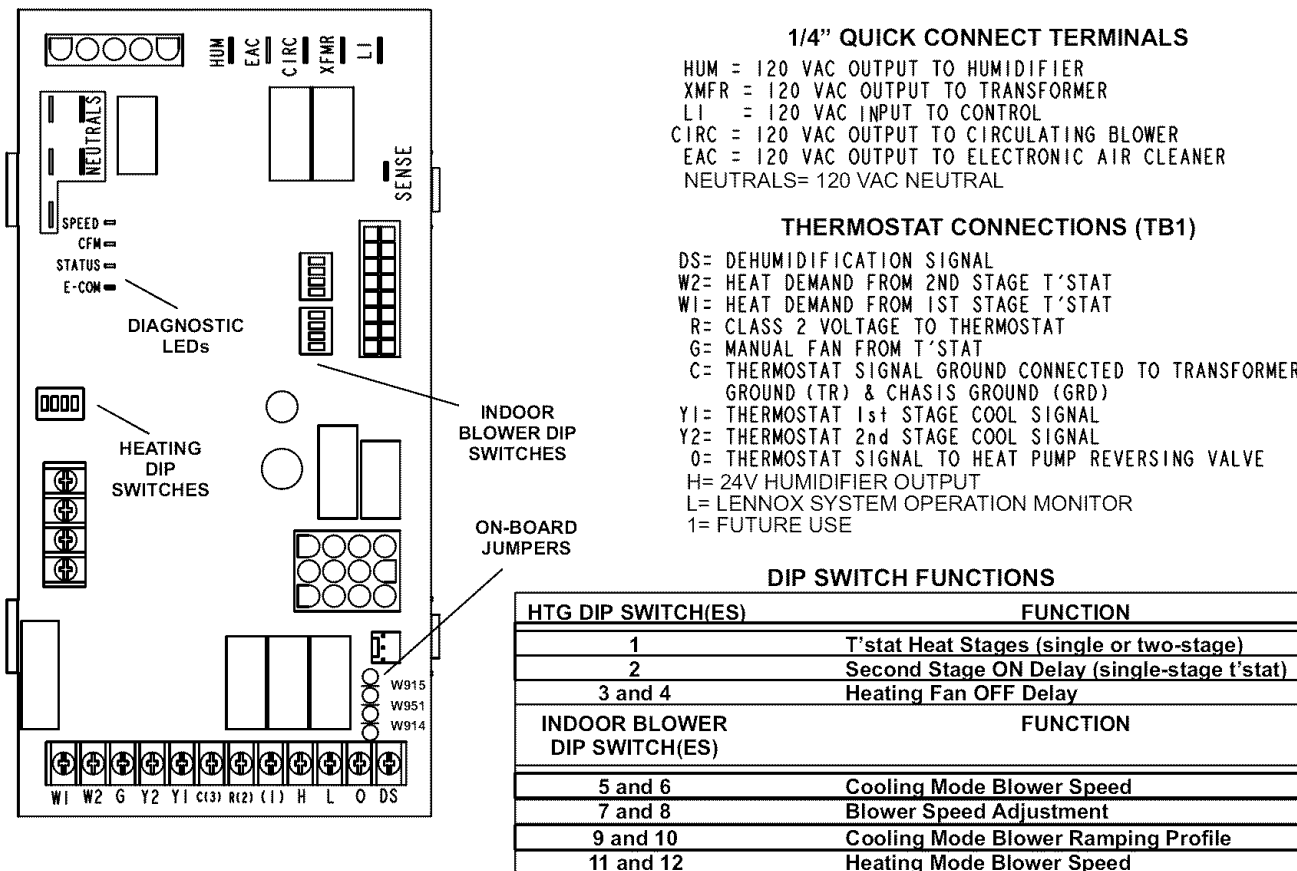 HUM
EAC
CIRC
XFMR
LI
NEUTRALS
SENSE
SPEED
CFM
STATUS
E-COM
DIAGNOSTIC
LEDs
HEATING
DIP
SWITCHES
INDOOR
BLOWER DIP
SWITCHES
ON-BOARD
JUMPERS
W915
W951
W914
W1 W2 G Y2 Y1 C(3) R(2) (1) H L O DS
1/4” QUICK CONNECT TERMINALS
HUM = 120 VAC OUTPUT TO HUMIDIFIER
XMFR = 120 VAC OUTPUT TO TRANSFORMER
L1 = 120 VAC INPUT TO CONTROL
CIRC = 120 VAC OUTPUT TO CIRCULATING BLOWER
EAC = 120 VAC OUTPUT TO ELECTRONIC AIR CLEANER
NEUTRALS= 120 VAC NEUTRAL
THERMOSTAT CONNECTIONS (TB1)
DS= DEHUMIDIFICATION SIGNAL
W2= HEAT DEMAND FROM 2ND STAGE T'STAT
W1= HEAT DEMAND FROM 1ST STAGE T'STAT
R= CLASS 2 VOLTAGE TO THERMOSTAT
G= MANUAL FAN FROM T'STAT
C= THERMOSTAT SIGNAL GROUND CONNECTED TO TRANSFORMER
GROUND (TR) & CHASIS GROUND (GRD)
Y1= THERMOSTAT 1st STAGE COOL SIGNAL
Y2= THERMOSTAT 2nd STAGE COOL SIGNAL
O= THERMOSTAT SIGNAL TO HEAT PUMP REVERSING VALVE
H= 24V HUMIDIFIER OUTPUT
L= LENNOX SYSTEM OPERATION MONITOR
1= FUTURE USE
DIP SWITCH FUNCTIONS
HTG DIP SWITCH(ES) FUNCTION
1 T'stat Heat Stages (single or two-stage)
2 Second Stage ON Delay (single-stage t'stat)
3 and 4 Heating Fan OFF Delay
INDOOR BLOWER FUNCTION
DIP SWITCH(ES)
5 and 6 Cooling Mode Blower Speed
7 and 8 Blower Speed Adjustment
9 and 10 Cooling Mode Blower Ramping Profile
11 and 12 Heating Mode Blower Speed